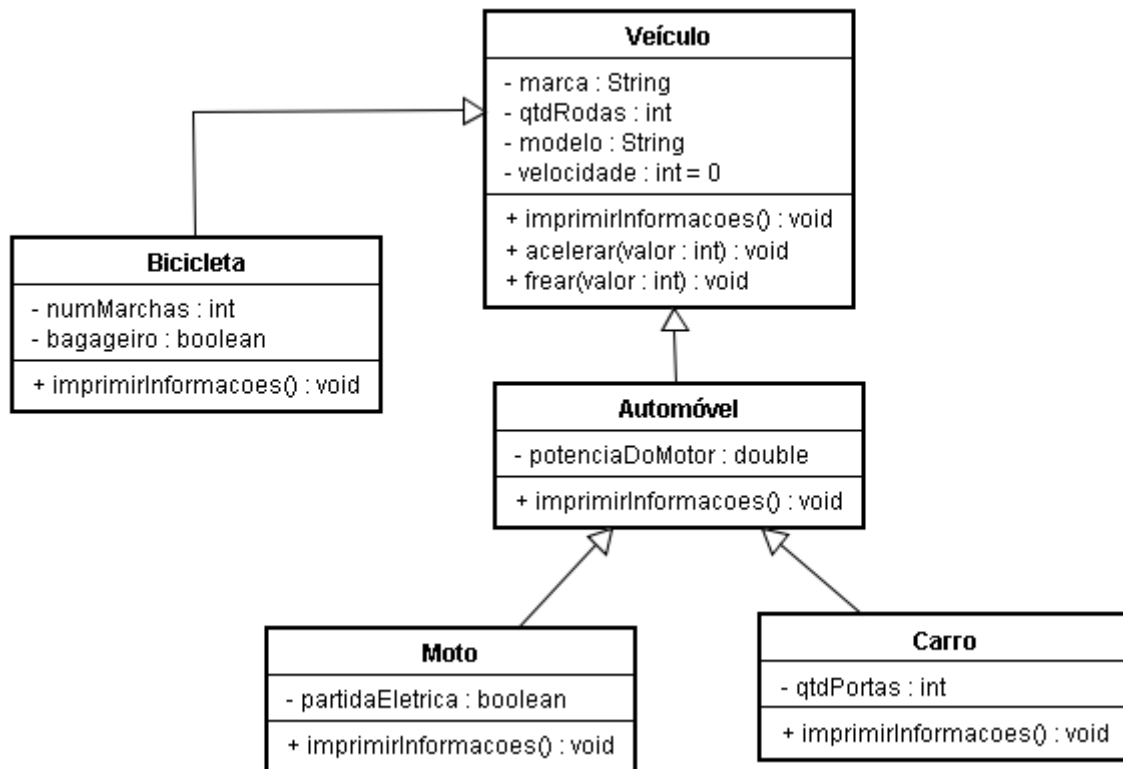 Veículo
- marca : String
- qtdRodas : int
- modelo : String
- velocidade : int = 0
+ imprimirInformacoes() : void
+ acelerar(valor : int) : void
+ frear(valor : int) : void
Bicicleta
- numMarchas : int
- bagageiro : boolean
+ imprimirInformacoes() : void
Automóvel
- potenciaDoMotor : double
+ imprimirInformacoes() : void
Moto
- partidaEletrica : boolean
+ imprimirInformacoes() : void
Carro
- qtdPortas : int
+ imprimirInformacoes() : void